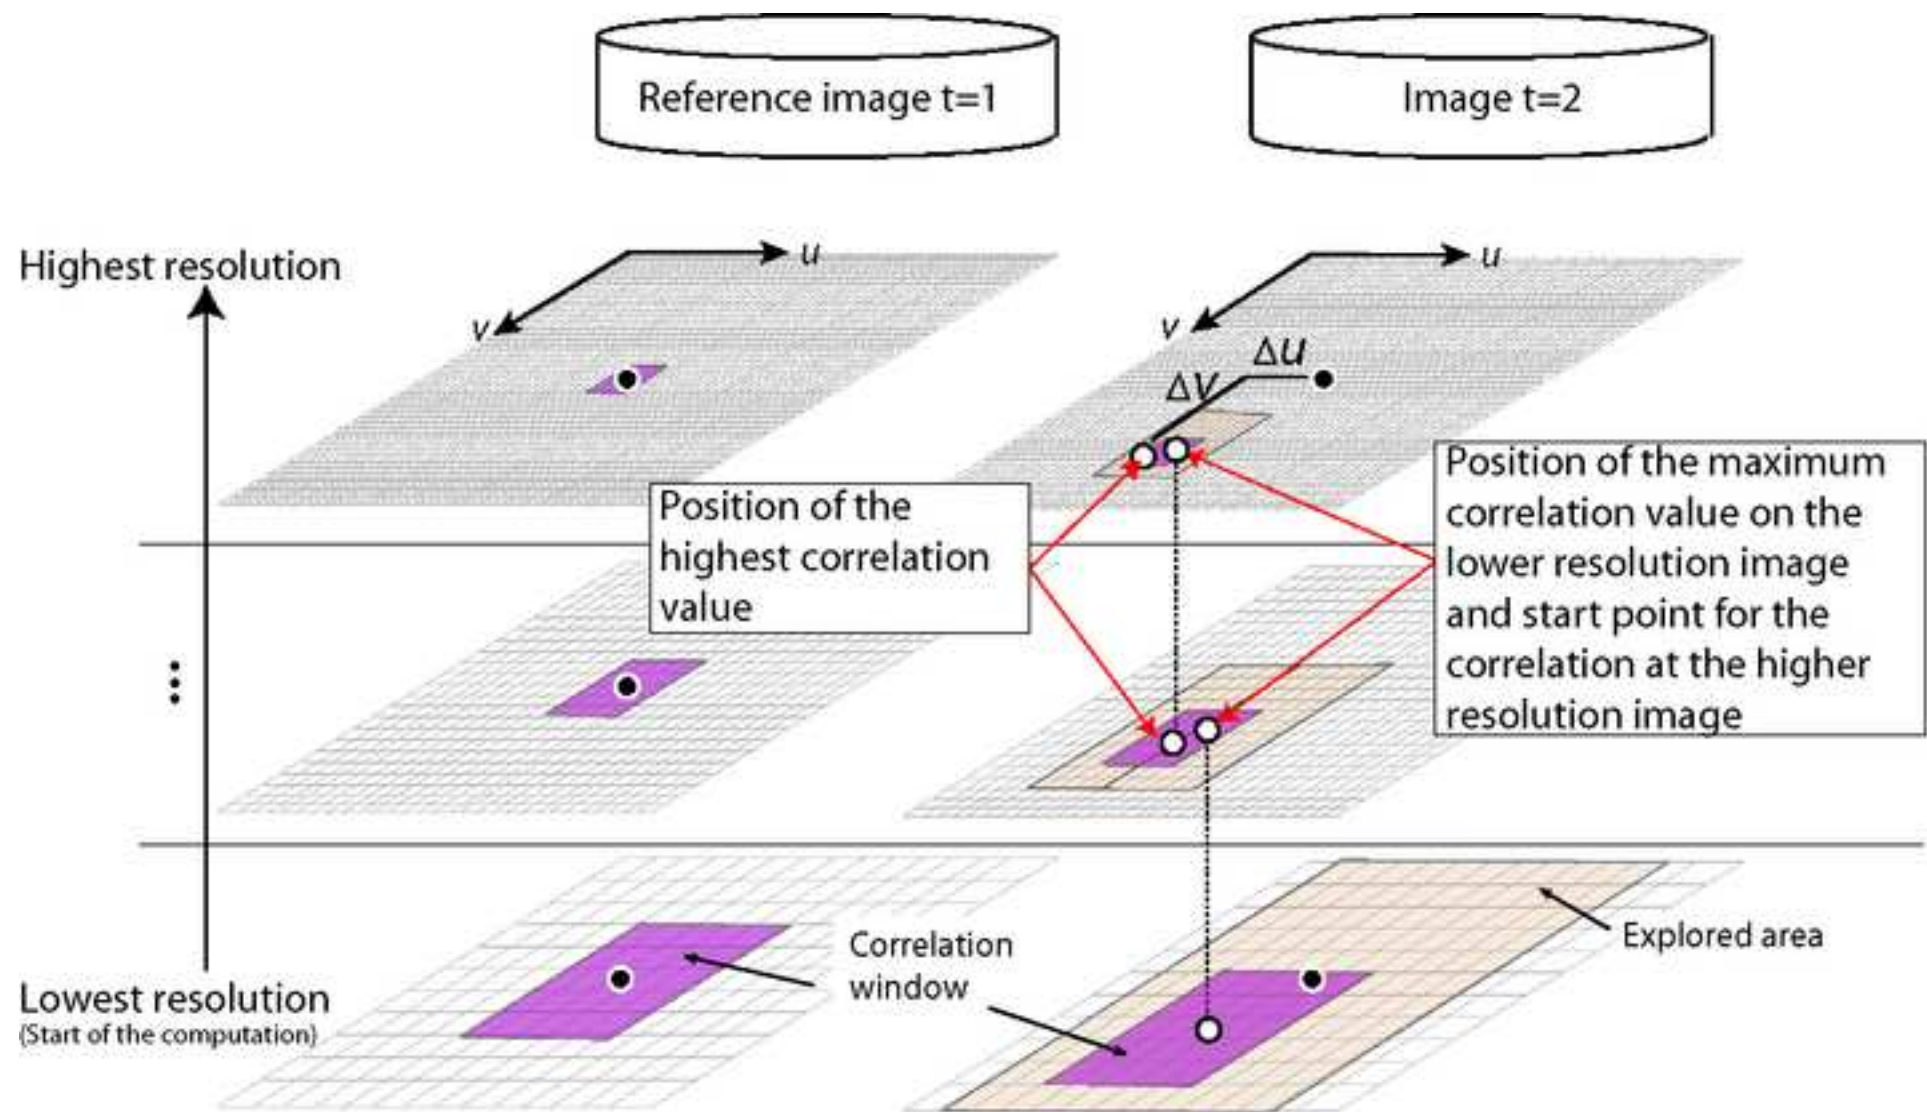 Reference image t=1
Image t=2
Highest resolution
u
v
u
v
Δu
Δv
Position of the
highest correlation
value
Position of the maximum
correlation value on the
lower resolution image
and start point for the
correlation at the higher
resolution image
Correlation
window
Explored area
Lowest resolution
(Start of the computation)